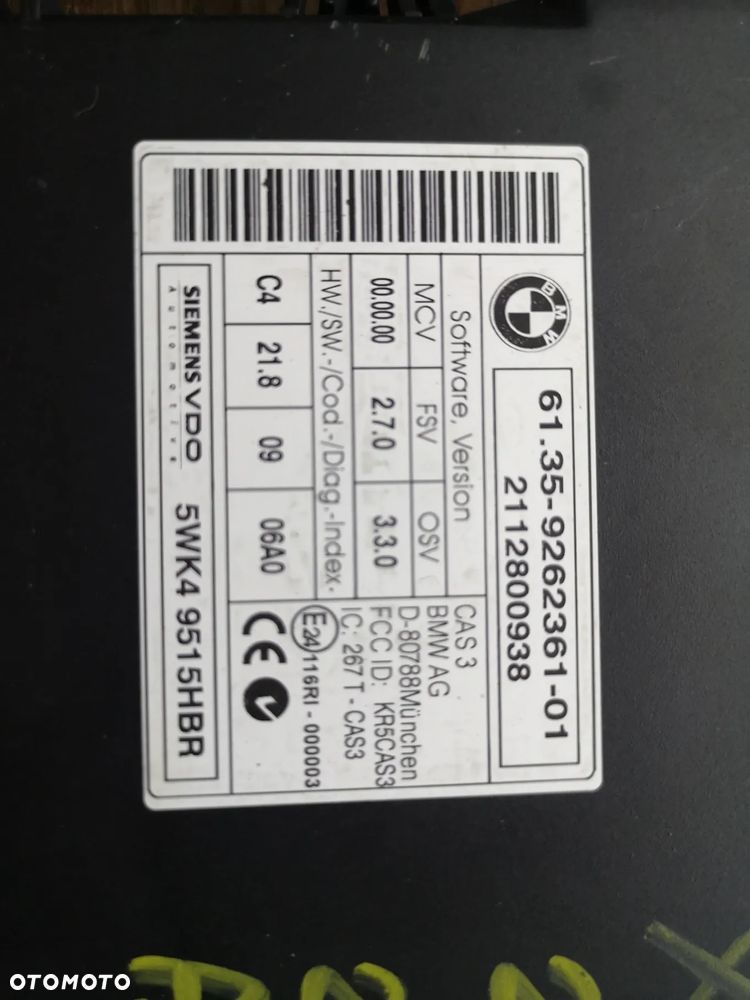 BMW
61.35-9262361-01
2112800938
Software, Version
MCV FSV OSV
00.00.00 2.7.0 3.3.0
HW./SW.-/Cod.-/Diag.-Index.
C4 21.8 09 06A0
CAS 3
BMW AG
D-80788München
FCC ID: KR5CAS3
IC: 267 T - CAS3
E24 116RI - 000003
CE
SIEMENS VDO
Automotive
5WK4 9515HBR
OTOMOTO